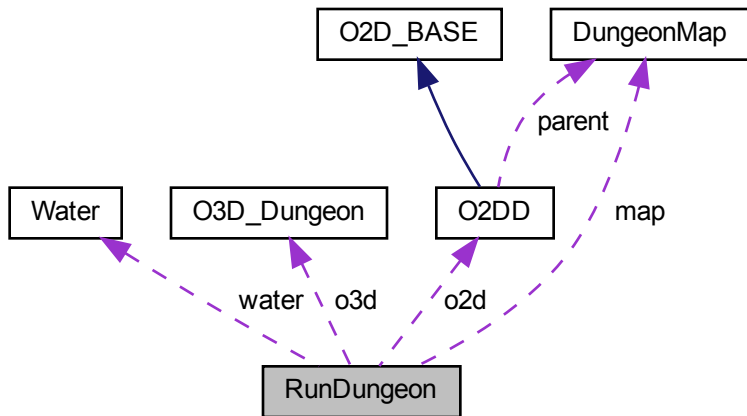 O2D_BASE
DungeonMap
parent
Water
O3D_Dungeon
O2DD
map
water
o3d
o2d
RunDungeon